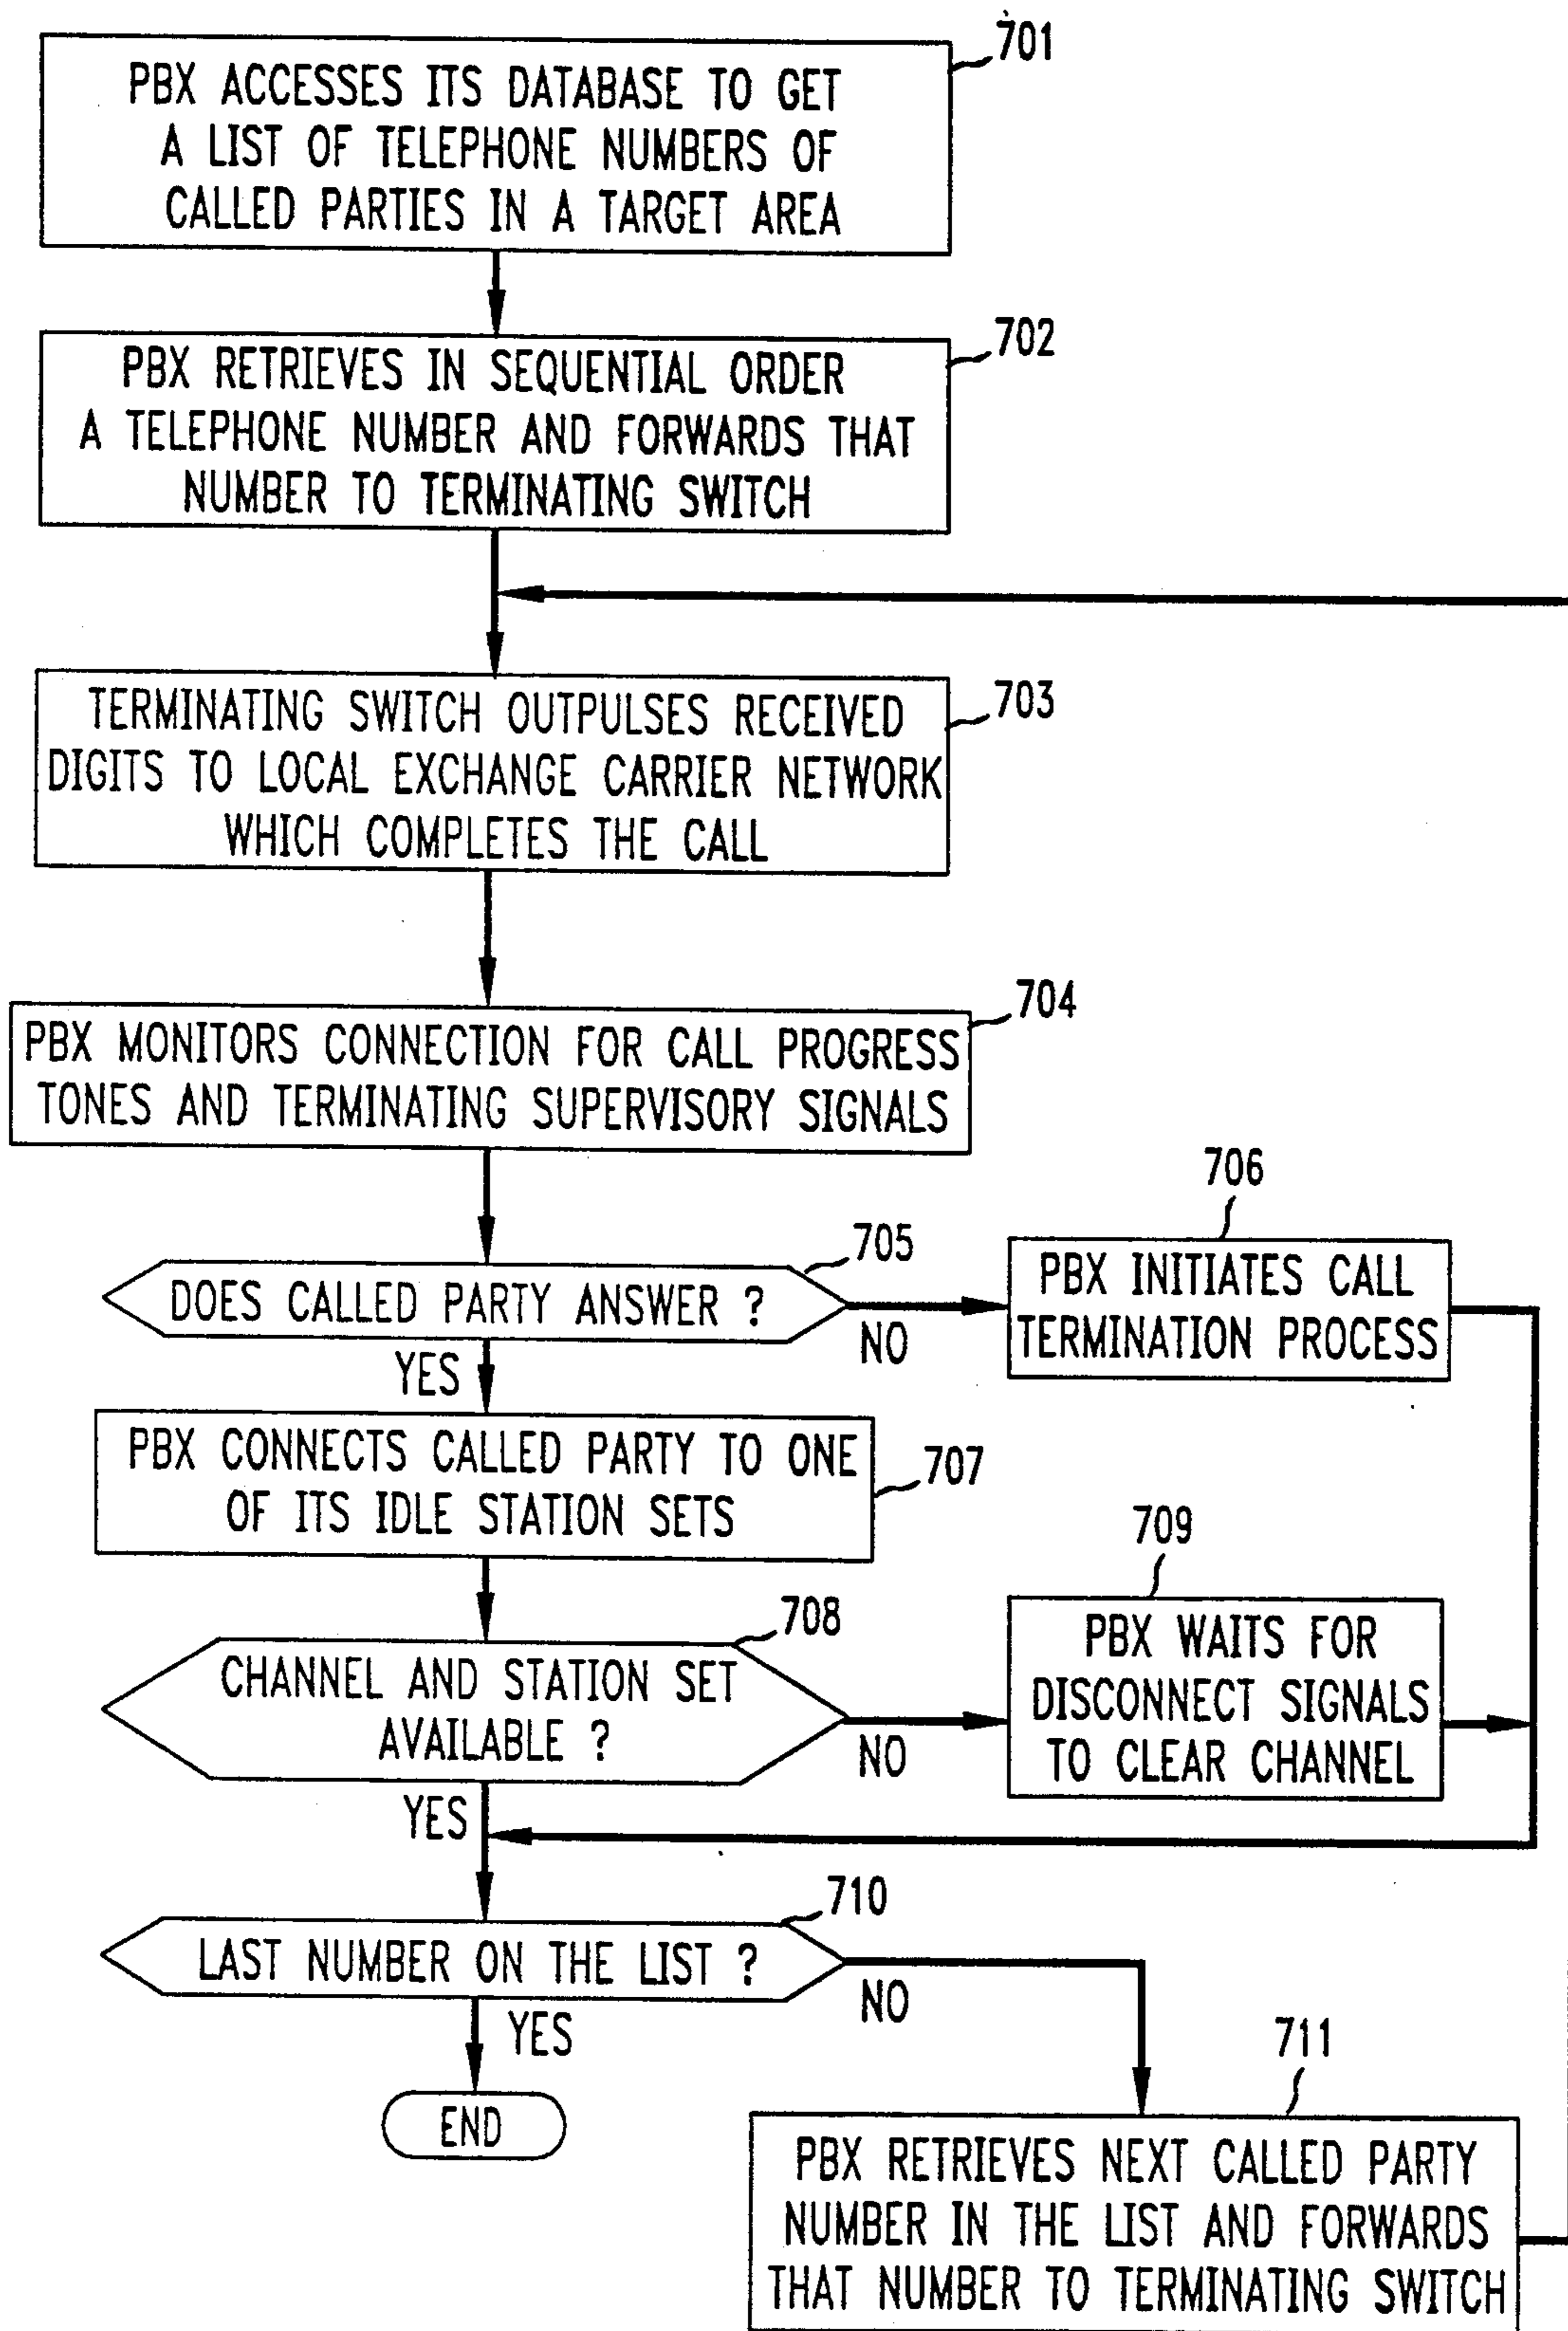 701
PBX ACCESSES ITS DATABASE TO GET
A LIST OF TELEPHONE NUMBERS OF
CALLED PARTIES IN A TARGET AREA
702
PBX RETRIEVES IN SEQUENTIAL ORDER
A TELEPHONE NUMBER AND FORWARDS THAT
NUMBER TO TERMINATING SWITCH
703
TERMINATING SWITCH OUTPULSES RECEIVED
DIGITS TO LOCAL EXCHANGE CARRIER NETWORK
WHICH COMPLETES THE CALL
704
PBX MONITORS CONNECTION FOR CALL PROGRESS
TONES AND TERMINATING SUPERVISORY SIGNALS
705
DOES CALLED PARTY ANSWER ?
NO
YES
706
PBX INITIATES CALL
TERMINATION PROCESS
707
PBX CONNECTS CALLED PARTY TO ONE
OF ITS IDLE STATION SETS
708
CHANNEL AND STATION SET
AVAILABLE ?
NO
YES
709
PBX WAITS FOR
DISCONNECT SIGNALS
TO CLEAR CHANNEL
710
LAST NUMBER ON THE LIST ?
NO
YES
END
711
PBX RETRIEVES NEXT CALLED PARTY
NUMBER IN THE LIST AND FORWARDS
THAT NUMBER TO TERMINATING SWITCH